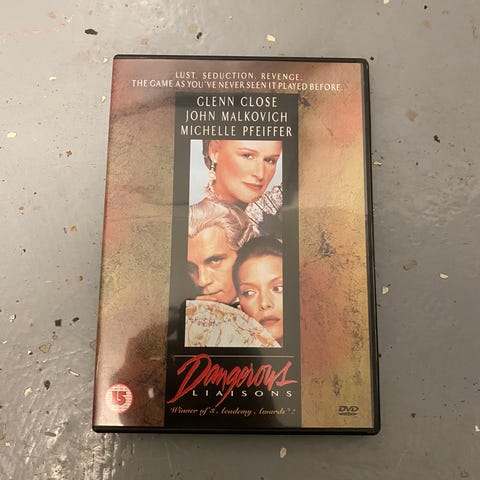 LUST. SEDUCTION. REVENGE.
THE GAME AS YOU'VE NEVER SEEN IT PLAYED BEFORE.
GLENN CLOSE
JOHN MALKOVICH
MICHELLE PFEIFFER
Dangerous
LIAISONS
15
Winner of 3 Academy Awards®!
DVD